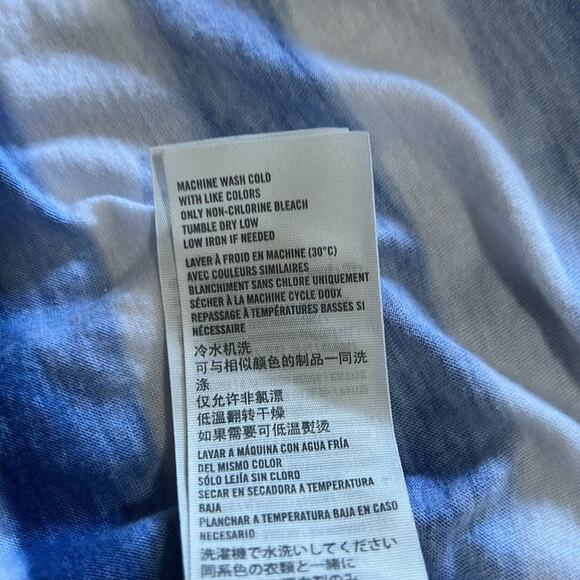 MACHINE WASH COLD
WITH LIKE COLORS
ONLY NON-CHLORINE BLEACH
TUMBLE DRY LOW
LOW IRON IF NEEDED
LAVER À FROID EN MACHINE (30°C)
AVEC COULEURS SIMILAIRES
BLANCHIMENT SANS CHLORE UNIQUEMENT
SÉCHER À LA MACHINE CYCLE DOUX
REPASSAGE À TEMPÉRATURES BASSES SI
NÉCESSAIRE
冷水机洗
可与相似颜色的制品一同洗
涤
仅允许非氯漂
低温翻转干燥
如果需要可低温熨烫
LAVAR A MÁQUINA CON AGUA FRÍA
DEL MISMO COLOR
SÓLO LEJÍA SIN CLORO
SECAR EN SECADORA A TEMPERATURA
BAJA
PLANCHAR A TEMPERATURA BAJA EN CASO
NECESARIO
洗濯機で水洗いしてください
同系色の衣類と一緒に